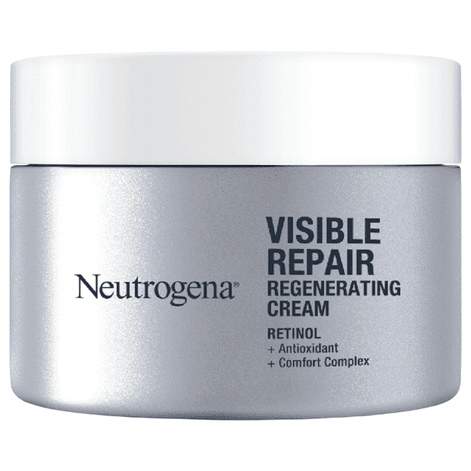 Neutrogena®
VISIBLE
REPAIR
REGENERATING
CREAM
RETINOL
+ Antioxidant
+ Comfort Complex